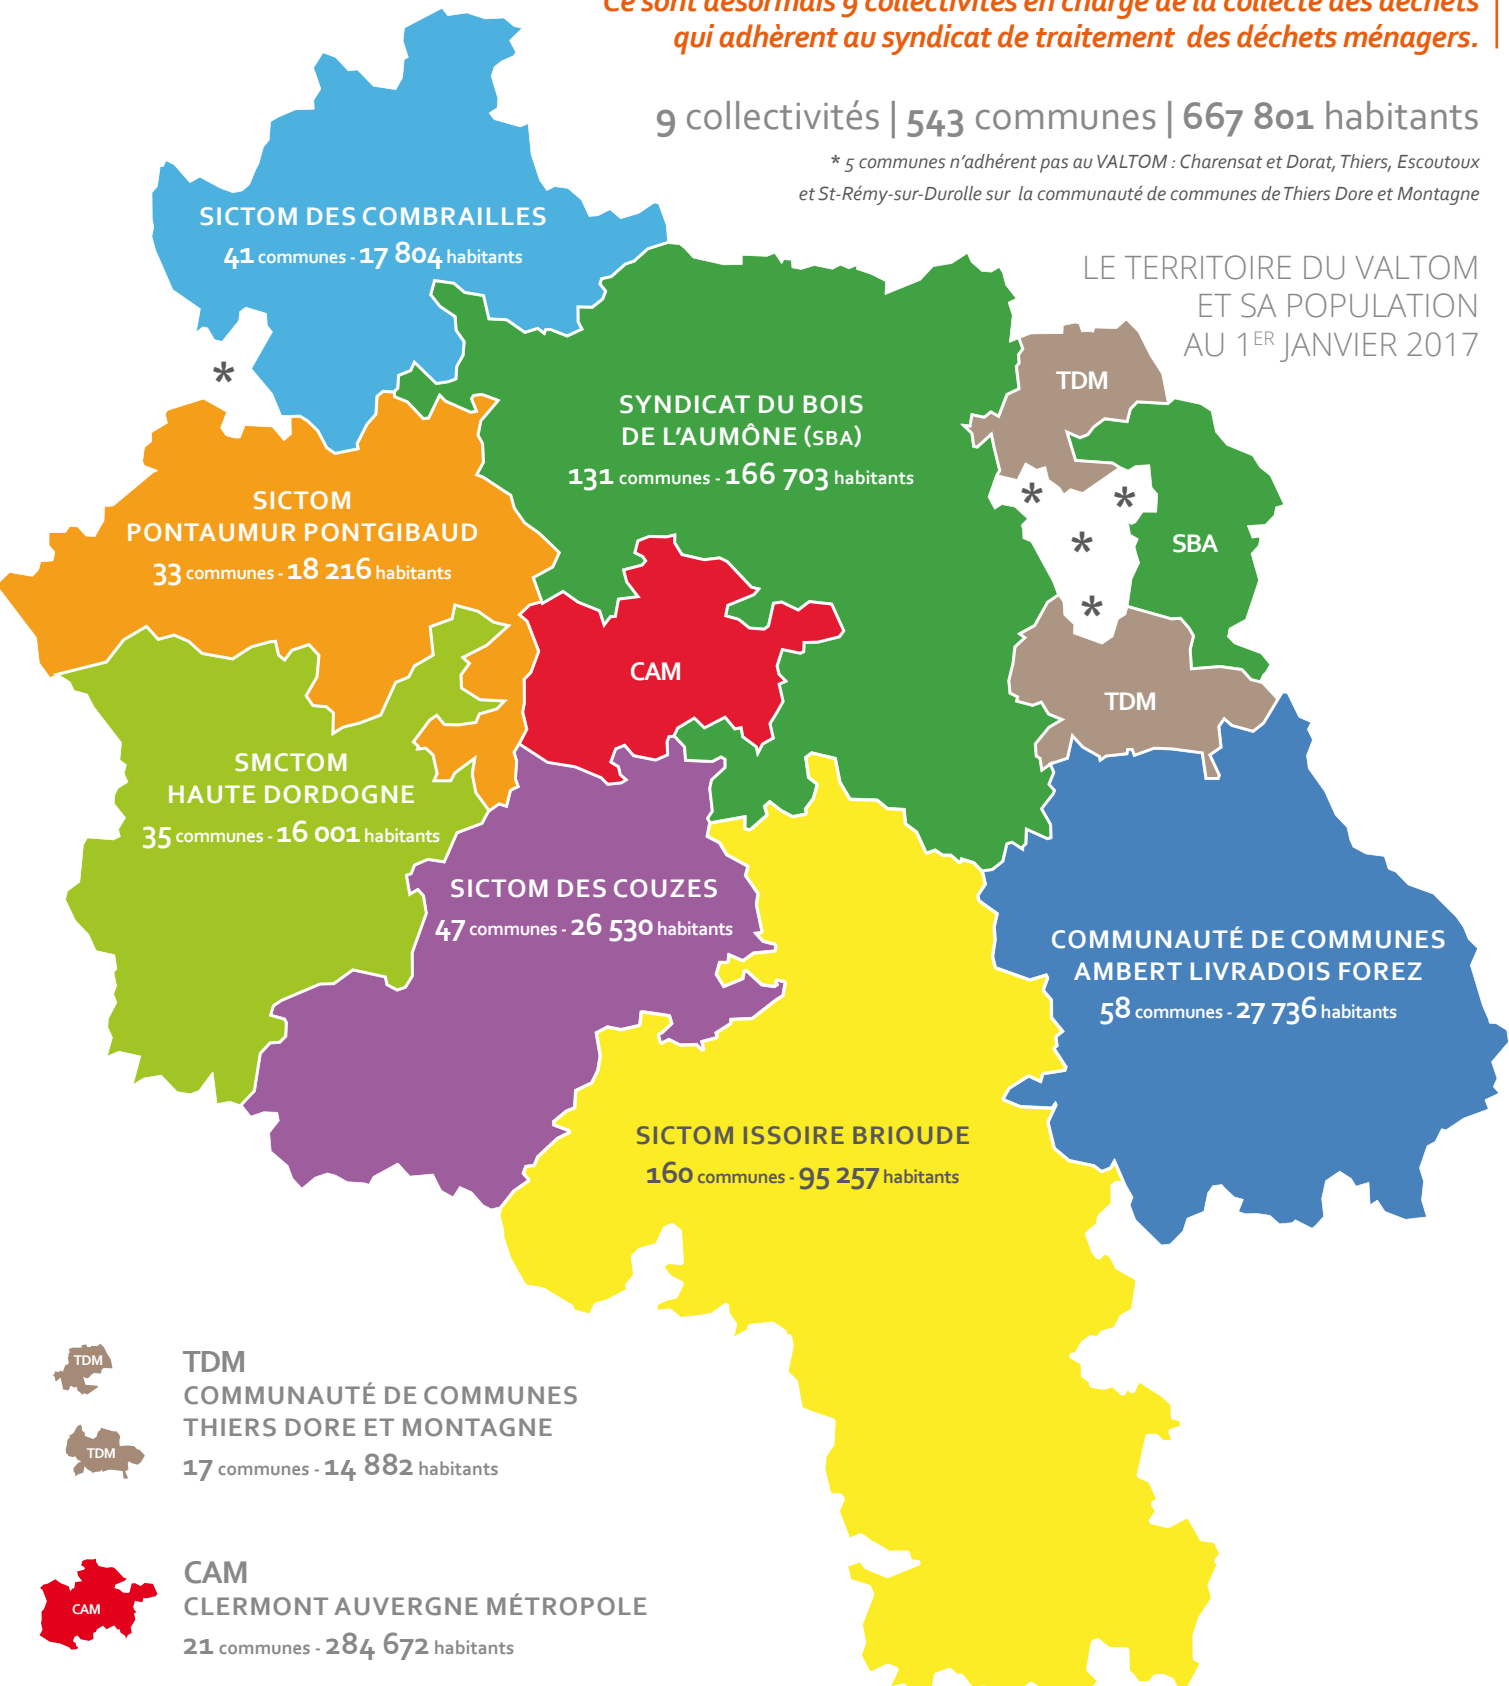 Ce sont désormais 9 collectivités en charge de la collecte des déchets
qui adhèrent au syndicat de traitement des déchets ménagers.
9 collectivités | 543 communes | 667 801 habitants
* 5 communes n'adhérent pas au VALTOM : Charensat et Dorat, Thiers, Escoutoux
et St-Rémy-sur-Durolle sur la communauté de communes de Thiers Dore et Montagne
LE TERRITOIRE DU VALTOM
ET SA POPULATION
AU 1ER JANVIER 2017
SICTOM DES COMBRAILLES
41 communes - 17 804 habitants
*
TDM
SYNDICAT DU BOIS
DE L'AUMÔNE (SBA)
131 communes - 166 703 habitants
SICTOM
PONTAUMUR PONTGIBAUD
33 communes - 18 216 habitants
*
*
*
*
SBA
CAM
TDM
SMCTOM
HAUTE DORDOGNE
35 communes - 16 001 habitants
SICTOM DES COUZES
47 communes - 26 530 habitants
COMMUNAUTÉ DE COMMUNES
AMBERT LIVRADOIS FOREZ
58 communes - 27 736 habitants
SICTOM ISSOIRE BRIOUDE
160 communes - 95 257 habitants
TDM
TDM
TDM
COMMUNAUTÉ DE COMMUNES
THIERS DORE ET MONTAGNE
17 communes - 14 882 habitants
CAM
CAM
CLERMONT AUVERGNE MÉTROPOLE
21 communes - 284 672 habitants